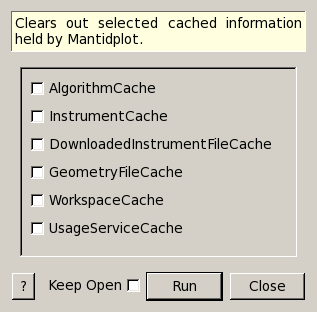 Clears out selected cached information
held by Mantidplot.
AlgorithmCache
InstrumentCache
DownloadedInstrumentFileCache
GeometryFileCache
WorkspaceCache
UsageServiceCache
? Keep Open Run Close